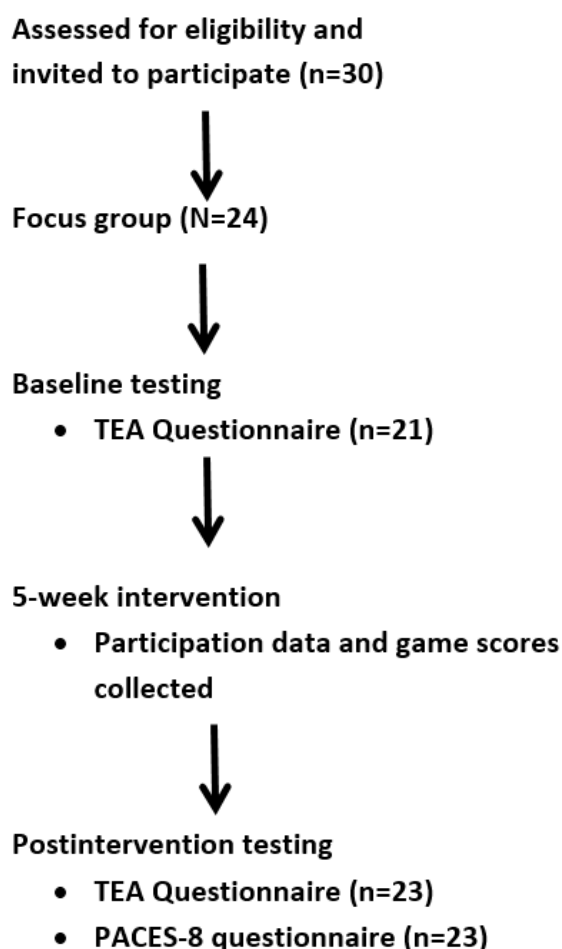 Assessed for eligibility and
invited to participate (n=30)
Focus group (N=24)
Baseline testing
• TEA Questionnaire (n=21)
5-week intervention
• Participation data and game scores
collected
Postintervention testing
• TEA Questionnaire (n=23)
• PACES-8 questionnaire (n=23)